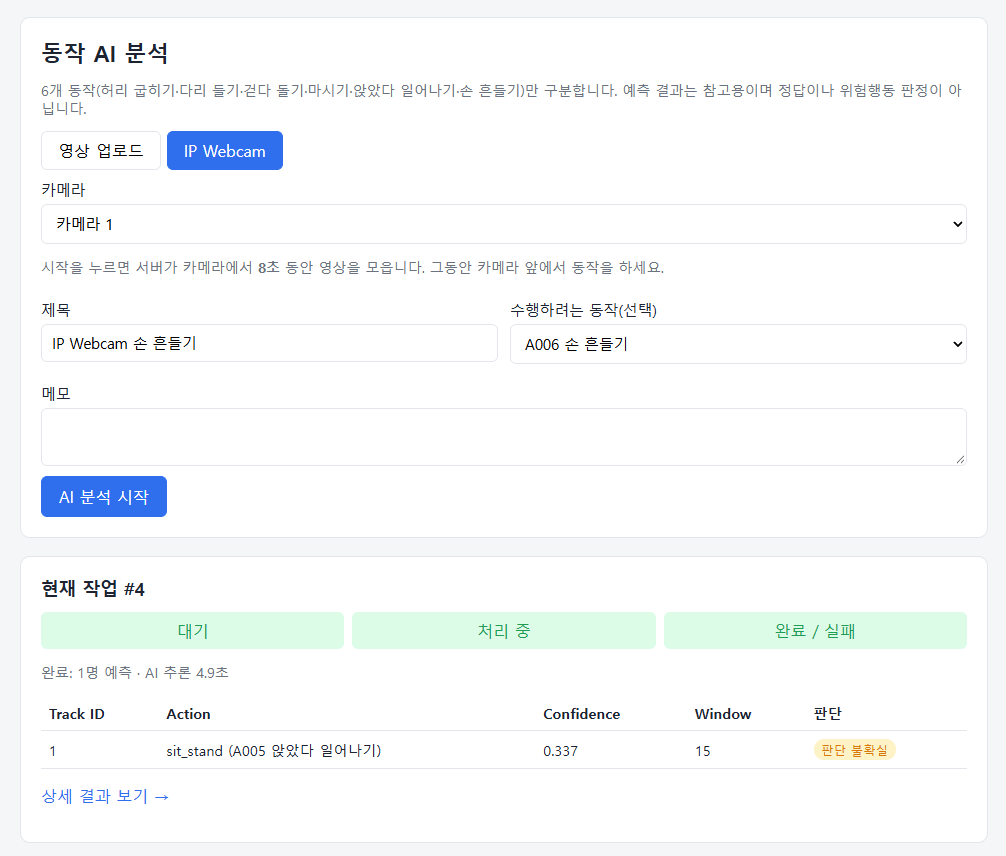 동작 AI 분석
6개 동작(허리 굽히기·다리 들기·걷다 돌기·마시기·앉았다 일어나기·손 흔들기)만 구분합니다. 예측 결과는 참고용이며 정답이나 위험행동 판정이 아
닙니다.
영상 업로드 IP Webcam
카메라
카메라 1
시작을 누르면 서버가 카메라에서 8초 동안 영상을 모읍니다. 그동안 카메라 앞에서 동작을 하세요.
제목 수행하려는 동작(선택)
IP Webcam 손 흔들기 A006 손 흔들기
메모
AI 분석 시작
현재 작업 #4
대기 처리 중 완료 / 실패
완료: 1명 예측 · AI 추론 4.9초
Track ID Action Confidence Window 판단
1 sit_stand (A005 앉았다 일어나기) 0.337 15 판단 불확실
상세 결과 보기 →